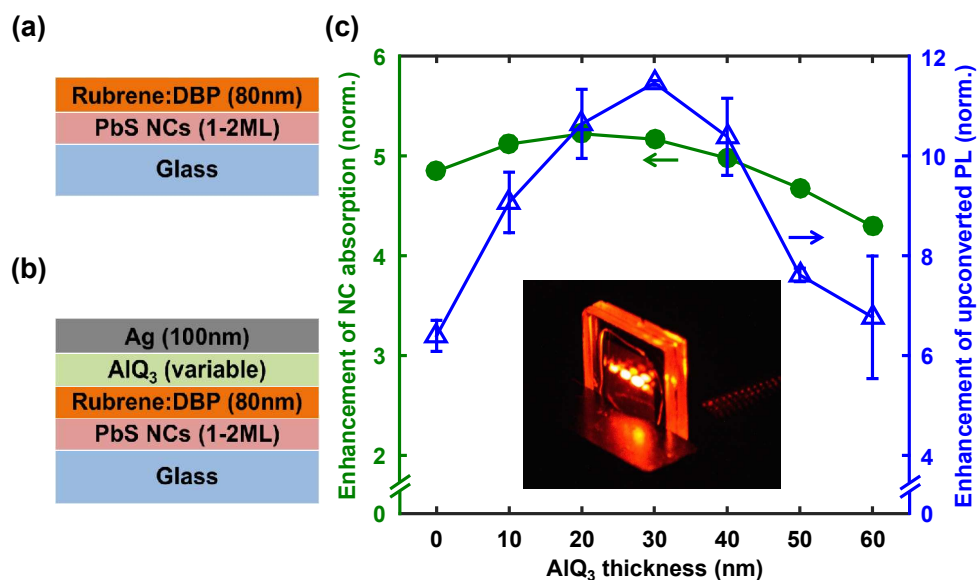 (a)
Rubrene:DBP (80nm)
PbS NCs (1-2ML)
Glass
(b)
Ag (100nm)
AlQ₃ (variable)
Rubrene:DBP (80nm)
PbS NCs (1-2ML)
Glass
(c)
Enhancement of NC absorption (norm.)
6
5
4
3
2
0
12
10
8
6
4
0
Enhancement of upconverted PL (norm.)
0 10 20 30 40 50 60
AlQ₃ thickness (nm)